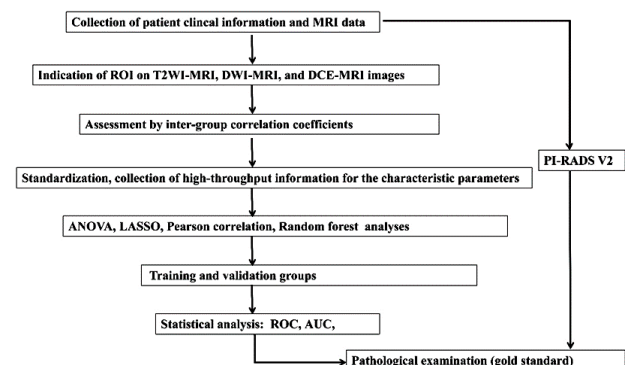 Collection of patient clincal information and MRI data
Indication of ROI on T2WI-MRI, DWI-MRI, and DCE-MRI images
Assessment by inter-group correlation coefficients
PI-RADS V2
Standardization, collection of high-throughput information for the characteristic parameters
ANOVA, LASSO, Pearson correlation, Random forest analyses
Training and validation groups
Statistical analysis: ROC, AUC,
Pathological examination (gold standard)